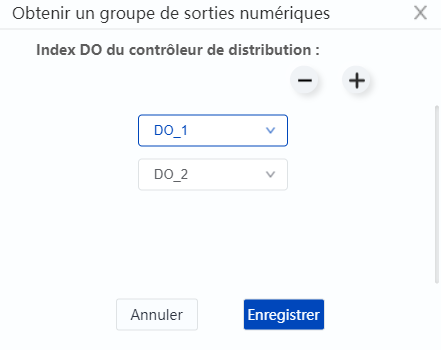 Obtenir un groupe de sorties numériques
Index DO du contrôleur de distribution :
DO_1
DO_2
Annuler
Enregistrer